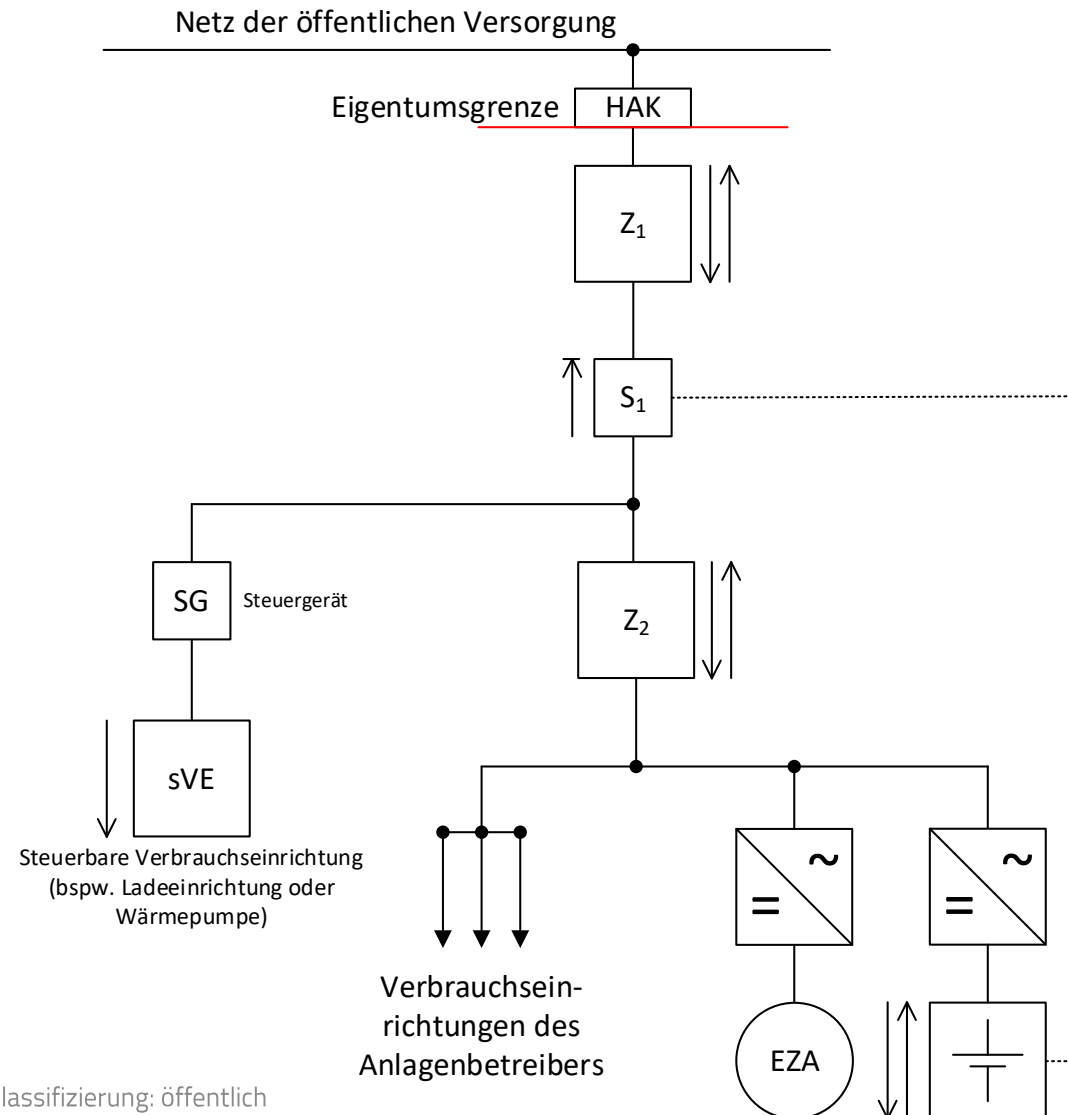 Netz der öffentlichen Versorgung
Eigentumsgrenze HAK
Z₁
S₁
SG Steuergerät
Z₂
sVE
Steuerbare Verbrauchseinrichtung
(bspw. Ladeeinrichtung oder
Wärmepumpe)
~ ~
= =
Verbrauchsein-
richtungen des
Anlagenbetreibers
EZA
lassifizierung: öffentlich